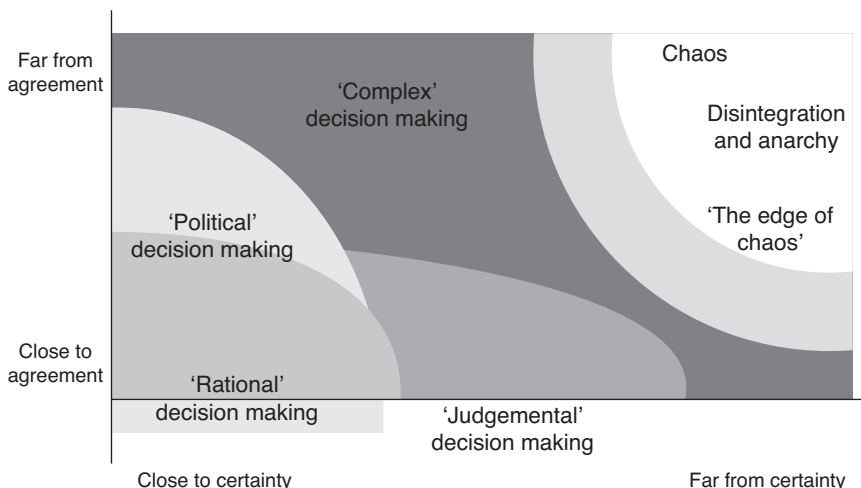 Far from
agreement
Chaos
‘Complex’
decision making
Disintegration
and anarchy
‘Political’
decision making
‘The edge of
chaos’
Close to
agreement
‘Rational’
decision making
‘Judgemental’
decision making
Close to certainty
Far from certainty